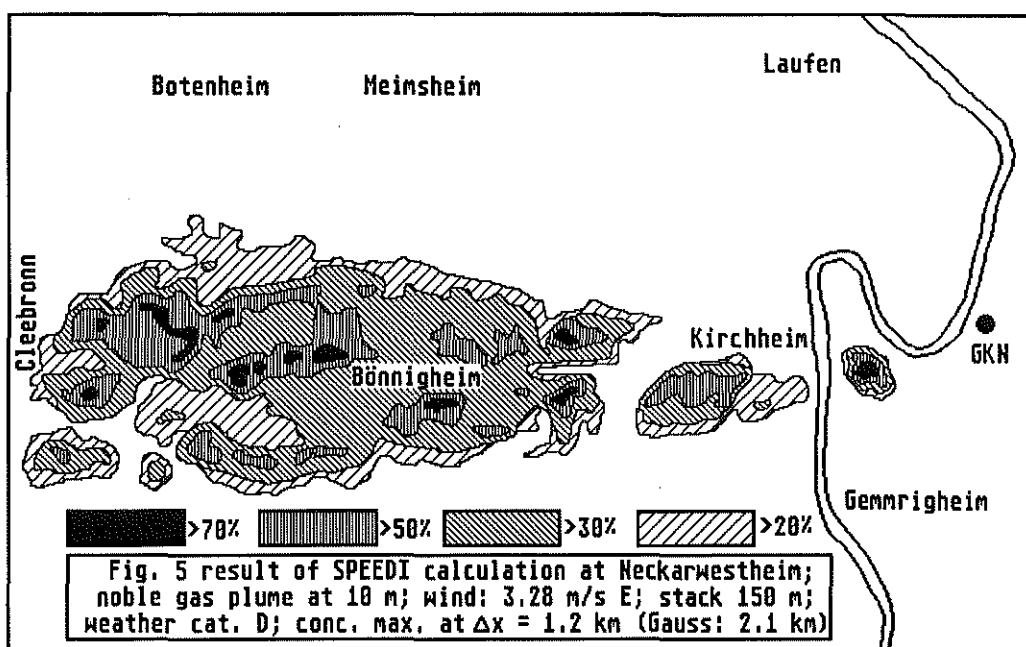 Laufen
Botenheim
Meimsheim
Cleebronn
Kirchheim
GKN
Bönnigheim
Gemmrigheim
>70%
>50%
>30%
>20%
Fig. 5 result of SPEEDI calculation at Neckarwestheim;
noble gas plume at 10 m; wind: 3.28 m/s E; stack 150 m;
weather cat. D; conc. max. at Δx = 1.2 km (Gauss: 2.1 km)